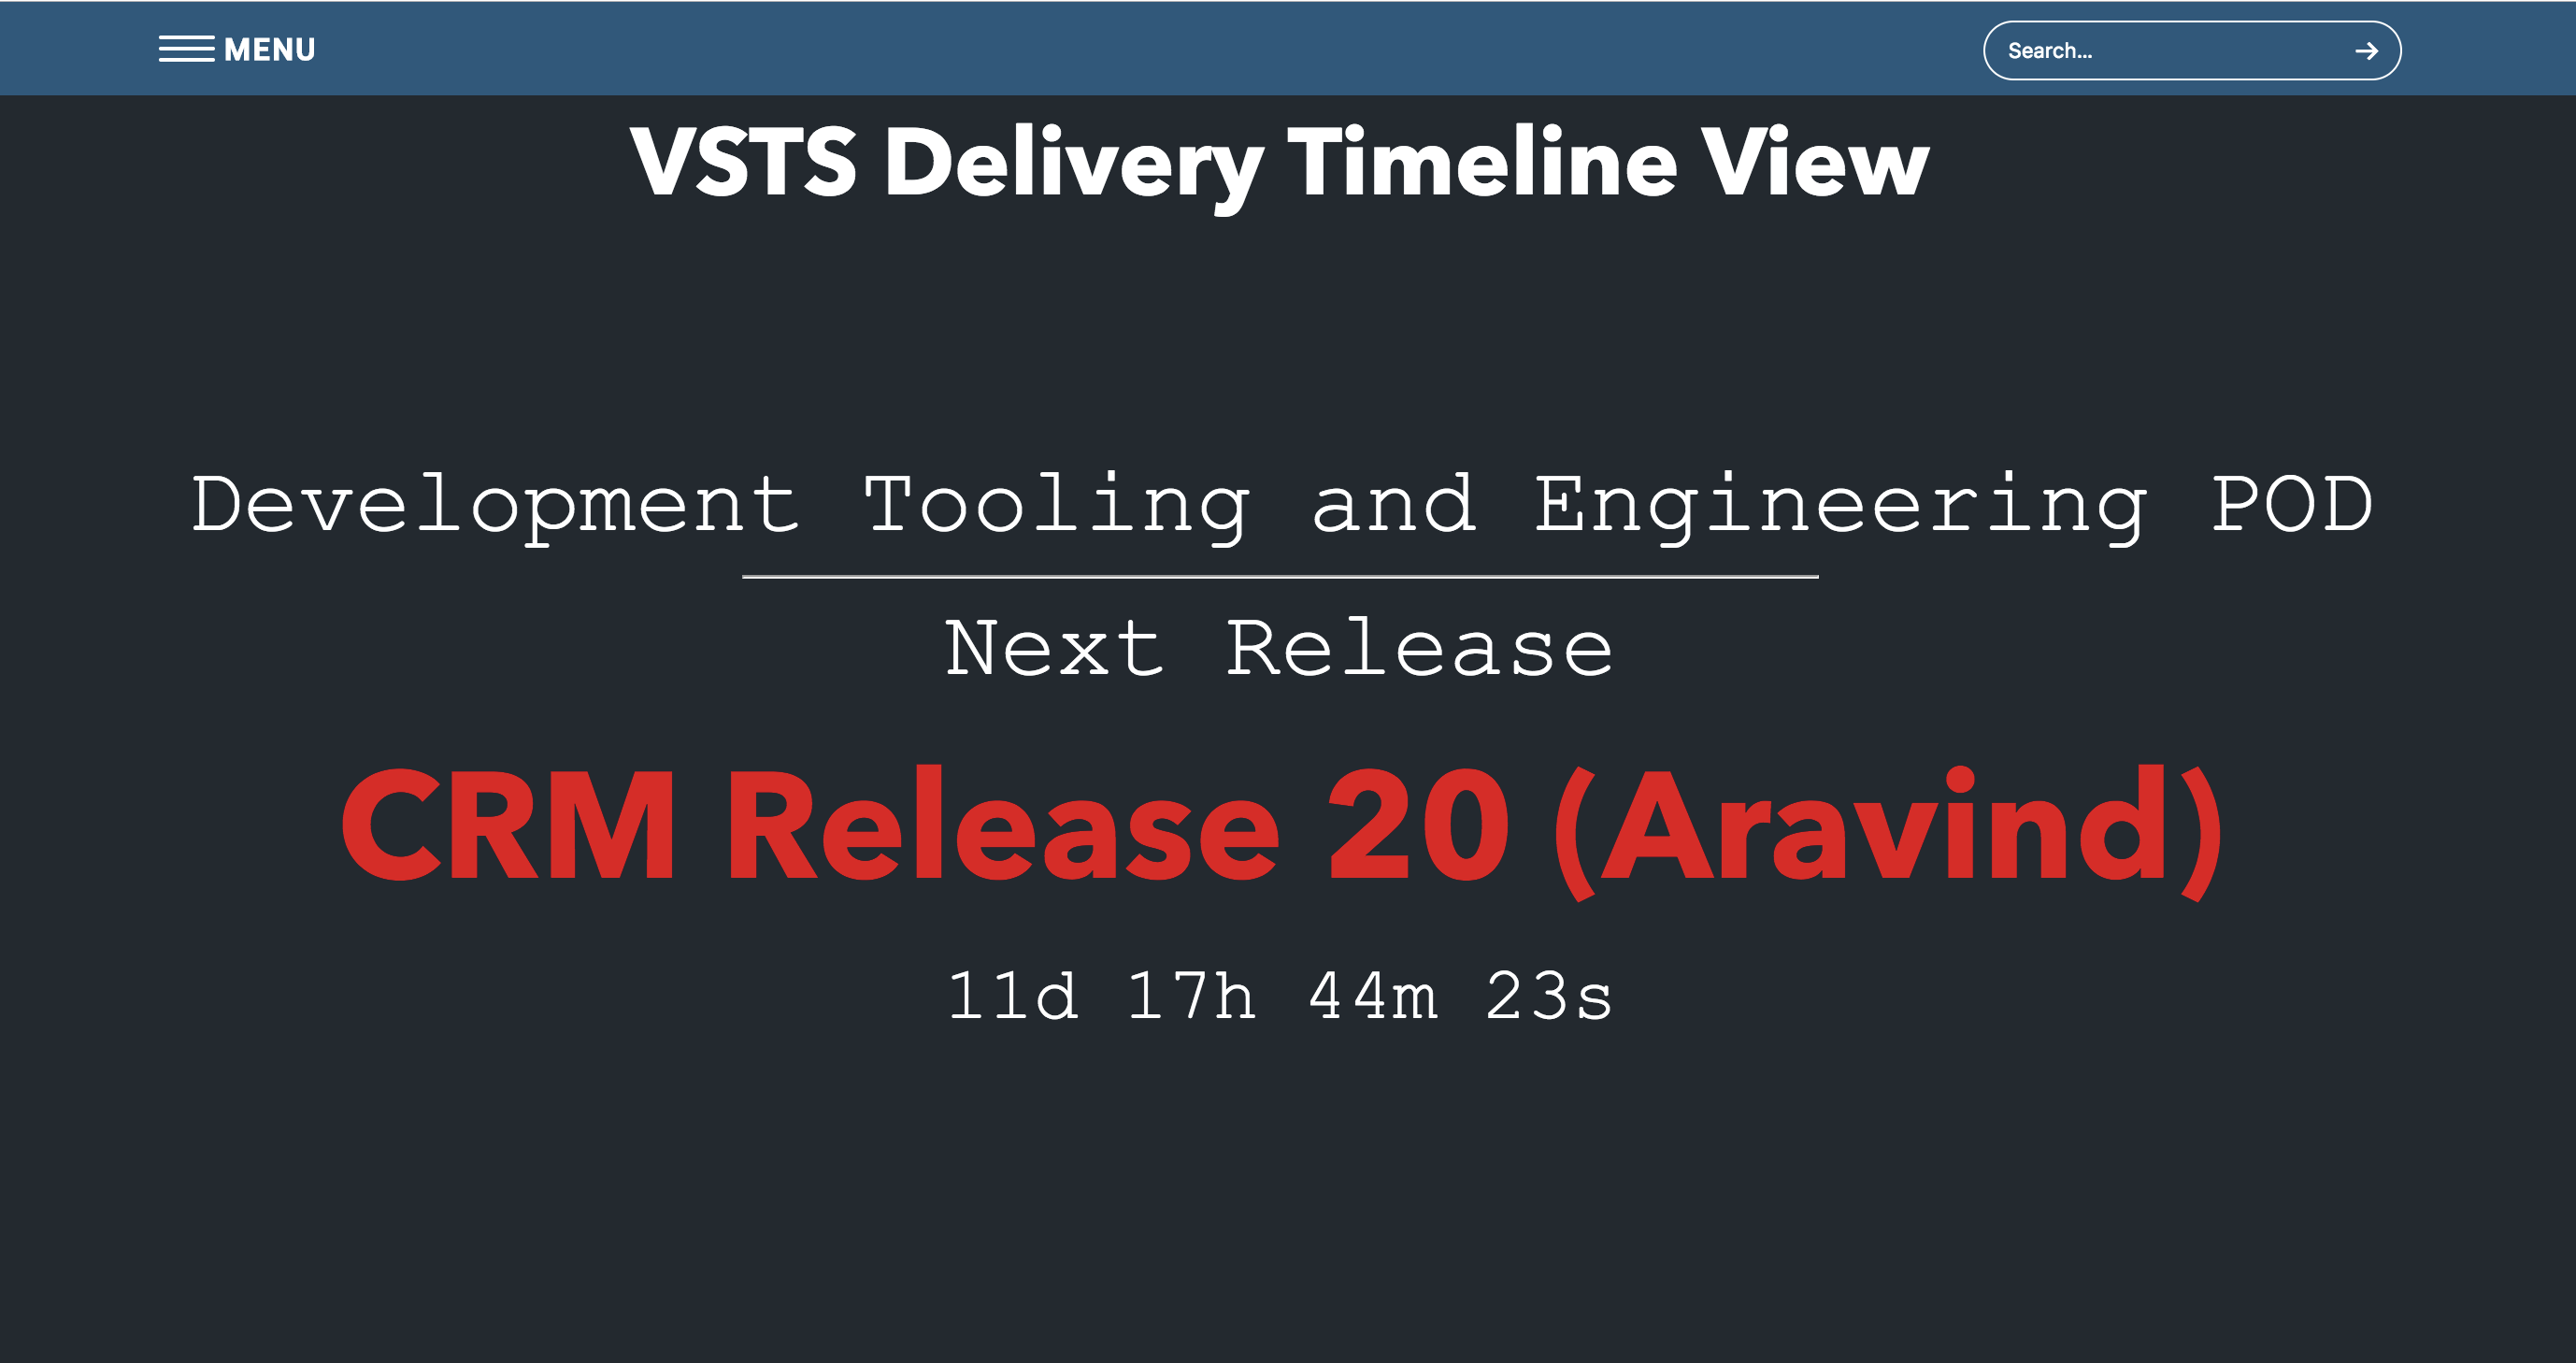 MENU
Search...
VSTS Delivery Timeline View
Development Tooling and Engineering POD
Next Release
CRM Release 20 (Aravind)
11d 17h 44m 23s